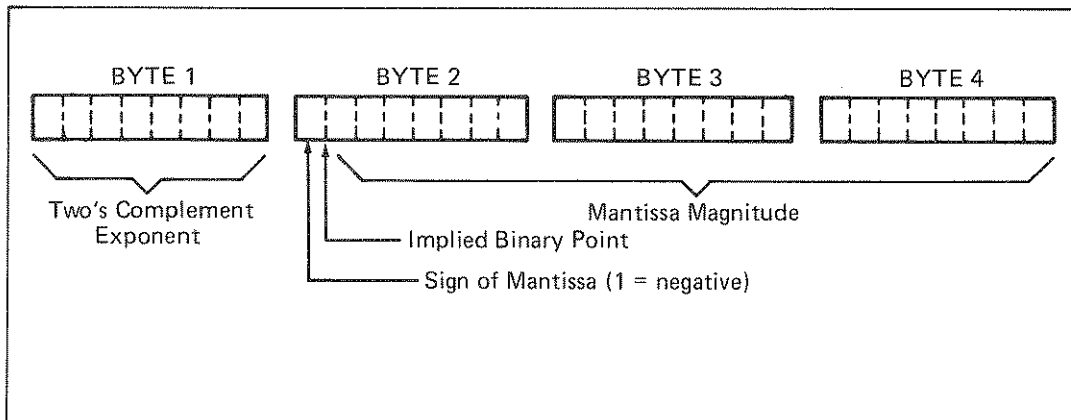 BYTE 1 BYTE 2 BYTE 3 BYTE 4
Two's Complement
Exponent
Mantissa Magnitude
Implied Binary Point
Sign of Mantissa (1 = negative)